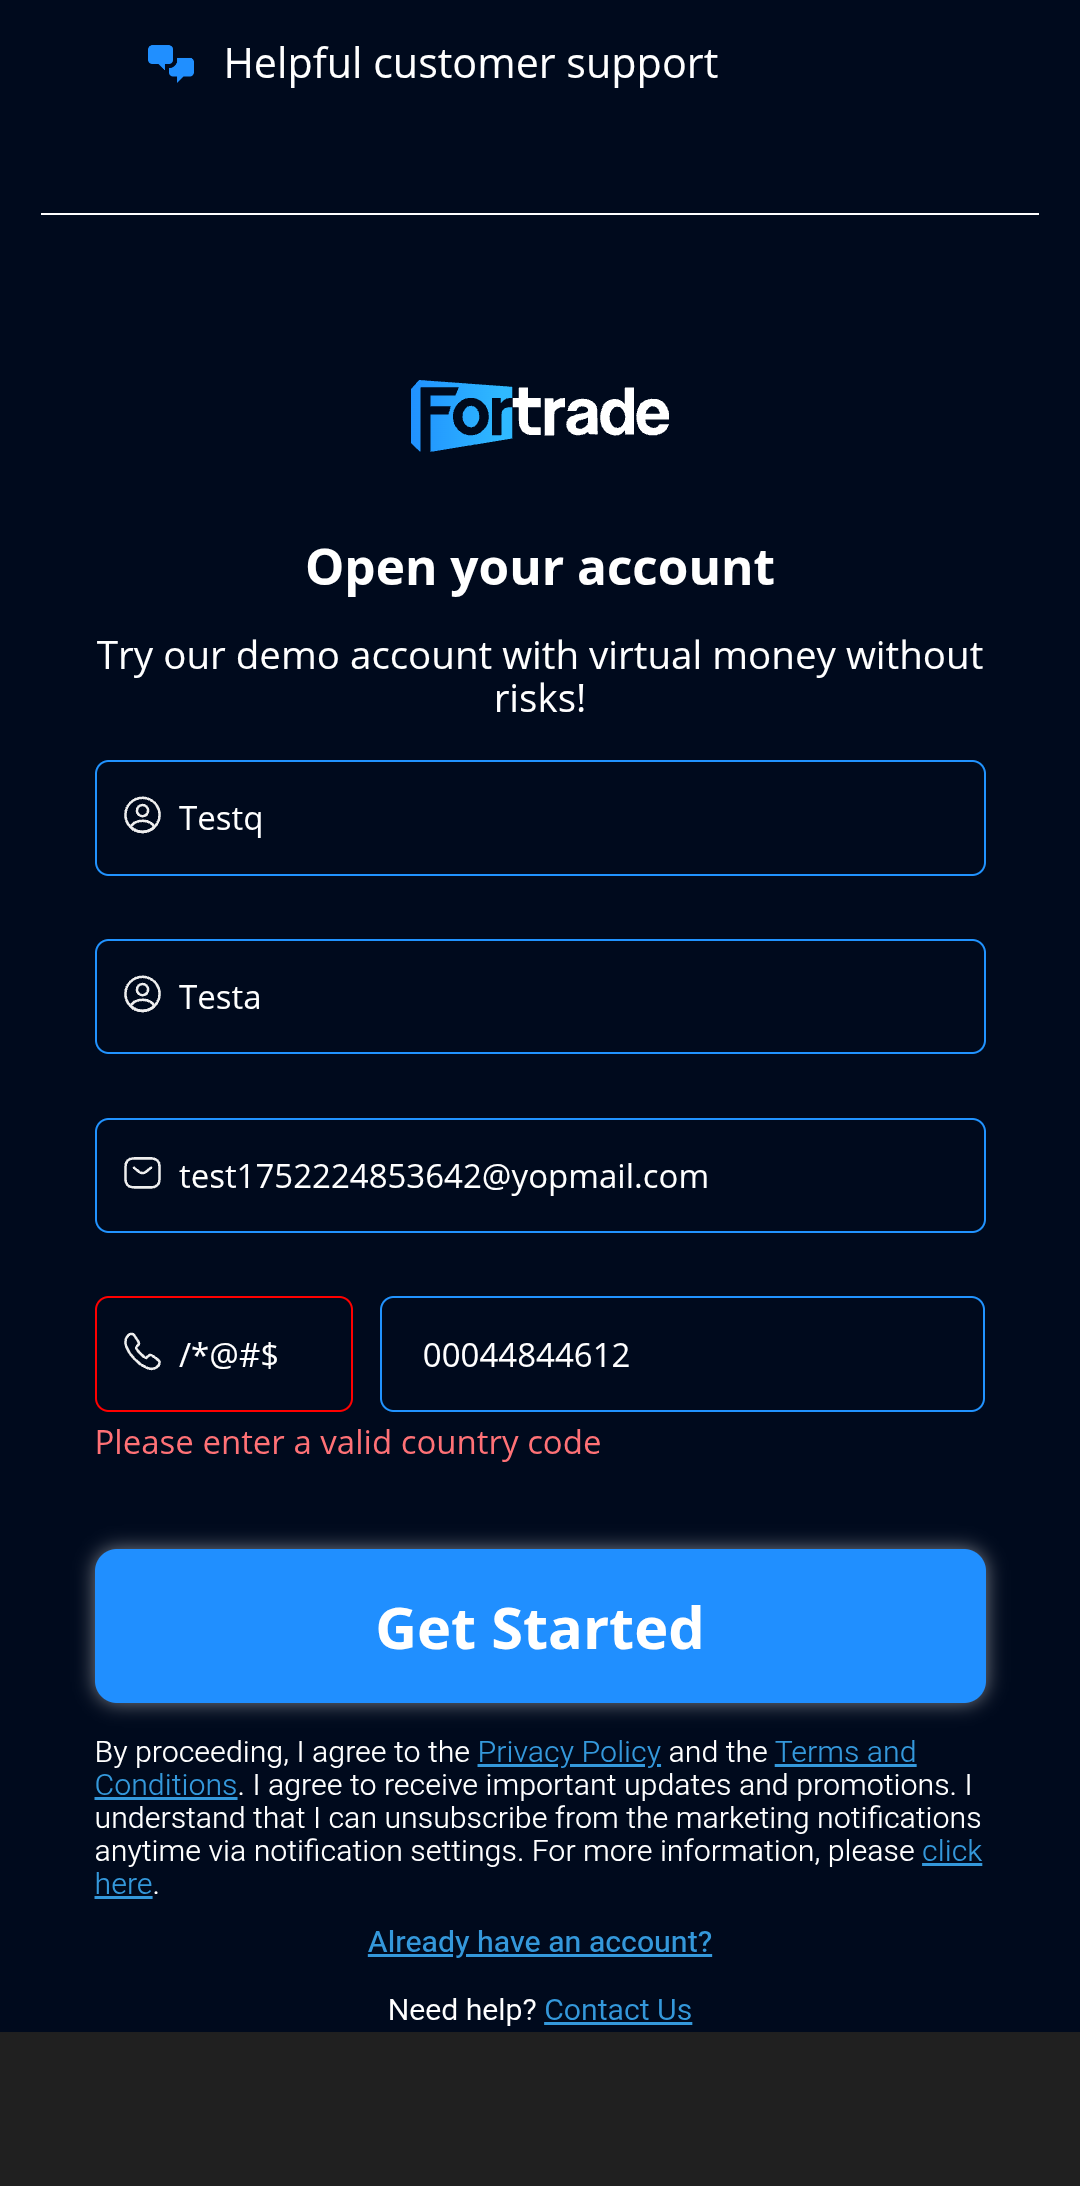 Helpful customer support
Fortrade
Open your account
Try our demo account with virtual money without
risks!
Testq
Testa
test1752224853642@yopmail.com
/*@#$ 00044844612
Please enter a valid country code
Get Started
By proceeding, I agree to the Privacy Policy and the Terms and
Conditions. I agree to receive important updates and promotions. I
understand that I can unsubscribe from the marketing notifications
anytime via notification settings. For more information, please click
here.
Already have an account?
Need help? Contact Us